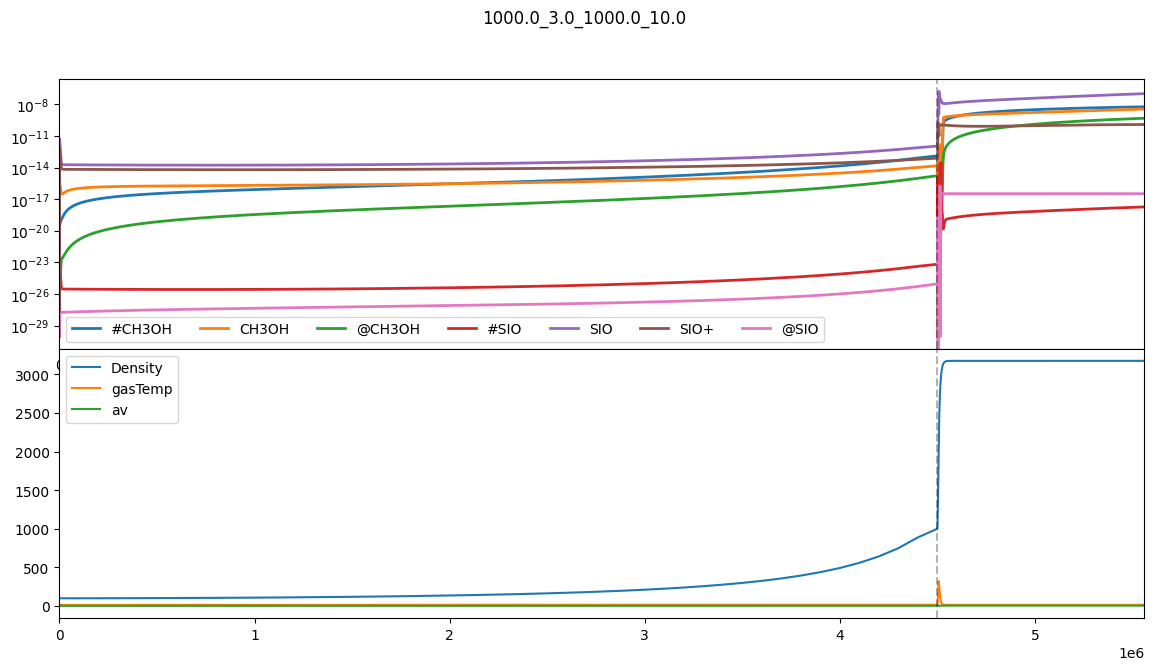 1000.0_3.0_1000.0_10.0
10⁻⁸
10⁻¹¹
10⁻¹⁴
10⁻¹⁷
10⁻²⁰
10⁻²³
10⁻²⁶
10⁻²⁹
#CH3OH CH3OH @CH3OH #SIO SIO SIO+ @SIO
3000
2500
2000
1500
1000
500
0
Density
gasTemp
av
0 1 2 3 4 5
1e6